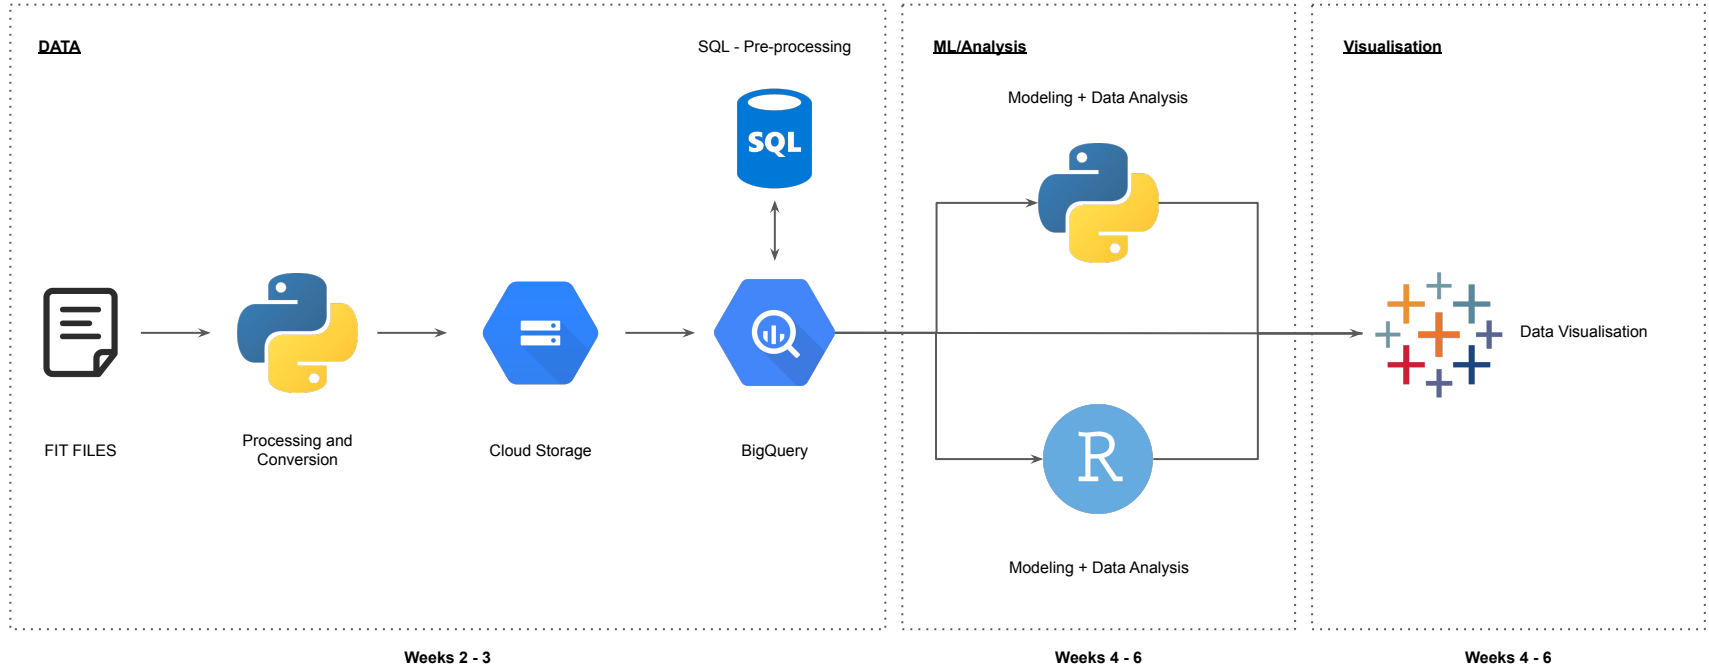 DATA
SQL - Pre-processing
SQL
FIT FILES
Processing and
Conversion
Cloud Storage
BigQuery
Weeks 2 - 3
ML/Analysis
Modeling + Data Analysis
R
Modeling + Data Analysis
Weeks 4 - 6
Visualisation
Data Visualisation
Weeks 4 - 6